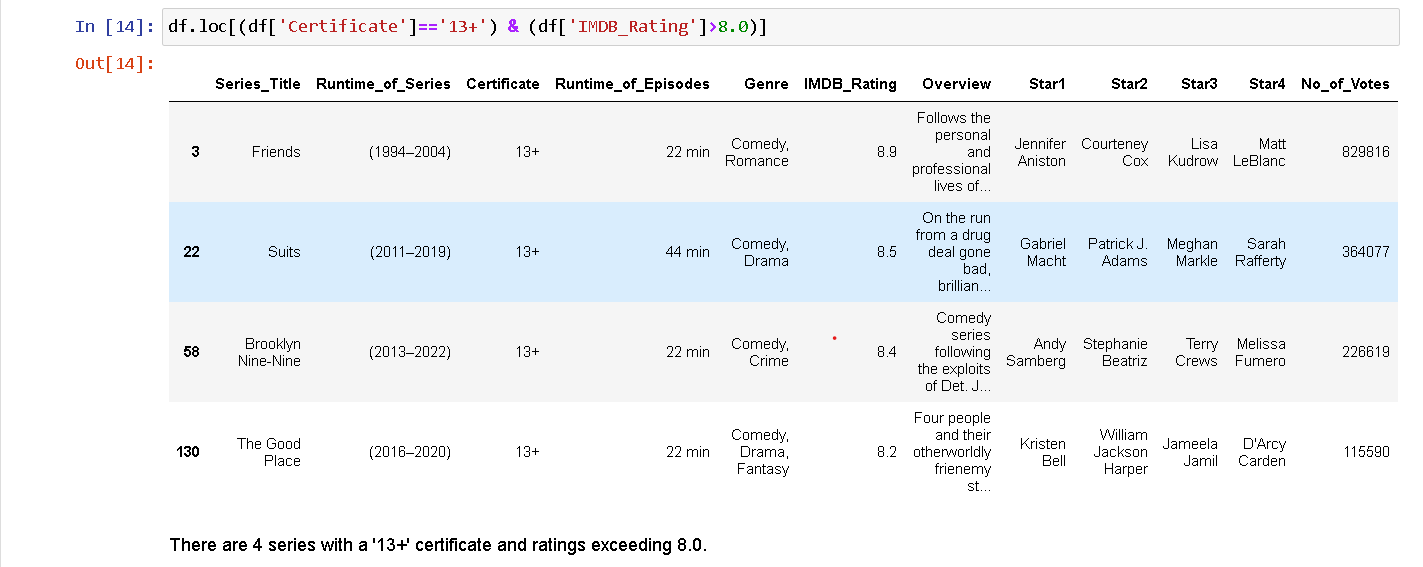 In [14]: df.loc[(df['Certificate']=='13+') & (df['IMDB_Rating']>8.0)]
Out[14]:
Series_Title Runtime_of_Series Certificate Runtime_of_Episodes Genre IMDB_Rating Overview Star1 Star2 Star3 Star4 No_of_Votes
3 Friends (1994–2004) 13+ 22 min Comedy, Romance 8.9 Follows the personal and professional lives of... Jennifer Aniston Courteney Cox Lisa Kudrow Matt LeBlanc 829816
22 Suits (2011–2019) 13+ 44 min Comedy, Drama 8.5 On the run from a drug deal gone bad, brillian... Gabriel Macht Patrick J. Adams Meghan Markle Sarah Rafferty 364077
58 Brooklyn Nine-Nine (2013–2022) 13+ 22 min Comedy, Crime 8.4 Comedy series following the exploits of Det. J... Andy Samberg Stephanie Beatriz Terry Crews Melissa Fumero 226619
130 The Good Place (2016–2020) 13+ 22 min Comedy, Drama, Fantasy 8.2 Four people and their otherworldly frienemy st... Kristen Bell William Jackson Harper Jameela Jamil D'Arcy Carden 115590
There are 4 series with a '13+' certificate and ratings exceeding 8.0.